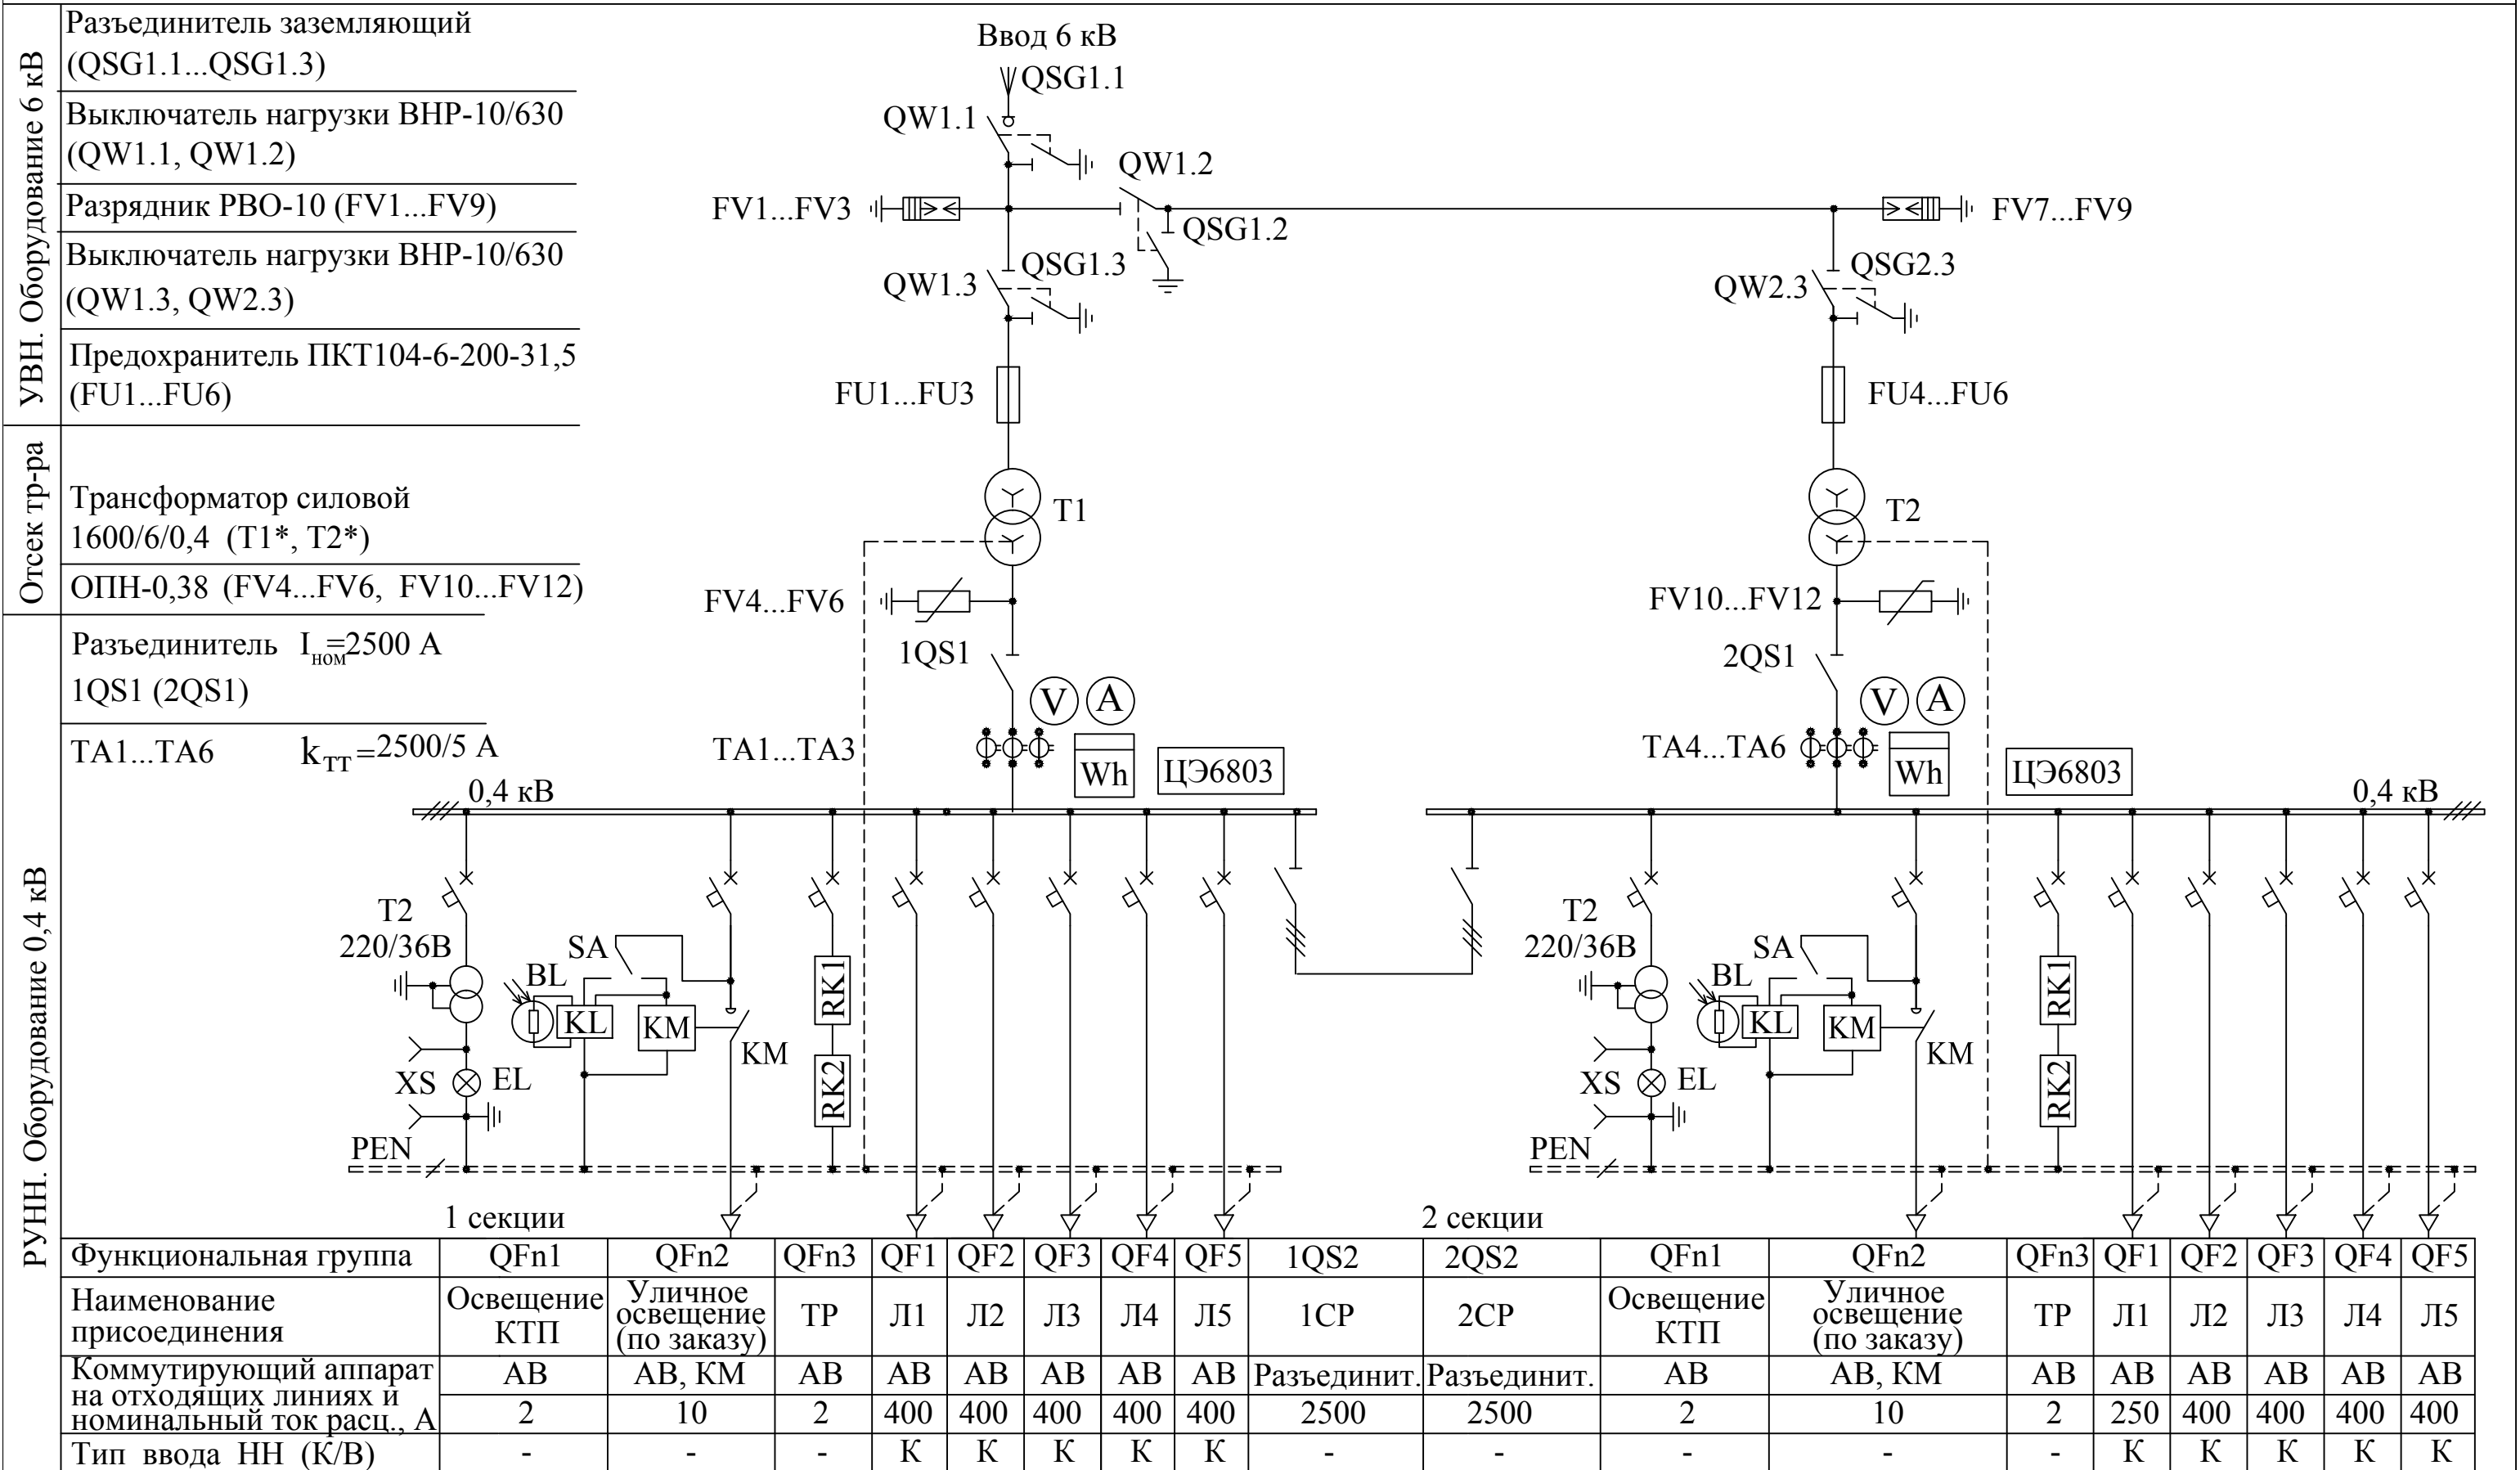 УВН. Оборудование 6 кВ
Разъединитель заземляющий
(QSG1.1...QSG1.3)
Выключатель нагрузки ВНР-10/630
(QW1.1, QW1.2)
Разрядник РВО-10 (FV1...FV9)
Выключатель нагрузки ВНР-10/630
(QW1.3, QW2.3)
Предохранитель ПКТ104-6-200-31,5
(FU1...FU6)
Отсек тр-ра
Трансформатор силовой
1600/6/0,4 (Т1*, Т2*)
ОПН-0,38 (FV4...FV6, FV10...FV12)
РУНН. Оборудование 0,4 кВ
Разъединитель Iном=2500 А
1QS1 (2QS1)
ТА1...ТА6 kТТ=2500/5 А
Ввод 6 кВ
QSG1.1
QW1.1
QW1.2
FV1...FV3
QSG1.2
FV7...FV9
QW1.3
QSG1.3
QW2.3
QSG2.3
FU1...FU3
FU4...FU6
Т1
Т2
FV4...FV6
FV10...FV12
1QS1
2QS1
V A
V A
ТА1...ТА3
Wh
ЦЭ6803
ТА4...ТА6
Wh
ЦЭ6803
0,4 кВ
0,4 кВ
Т2
220/36В
SA
BL
KL
KM
KM
RK1
RK2
XS
EL
PEN
Т2
220/36В
SA
BL
KL
KM
KM
RK1
RK2
XS
EL
PEN
1 секции
2 секции
Функциональная группа QFn1 QFn2 QFn3 QF1 QF2 QF3 QF4 QF5 1QS2 2QS2 QFn1 QFn2 QFn3 QF1 QF2 QF3 QF4 QF5
Наименование
присоединения
Освещение
КТП
Уличное
освещение
(по заказу)
ТР Л1 Л2 Л3 Л4 Л5 1СР 2СР
Освещение
КТП
Уличное
освещение
(по заказу)
ТР Л1 Л2 Л3 Л4 Л5
Коммутирующий аппарат
на отходящих линиях и
номинальный ток расц., А
АВ АВ, КМ АВ АВ АВ АВ АВ АВ Разъединит. Разъединит. АВ АВ, КМ АВ АВ АВ АВ АВ АВ
2 10 2 400 400 400 400 400 2500 2500 2 10 2 250 400 400 400 400
Тип ввода НН (К/В) - - - К К К К К - - - - - К К К К К